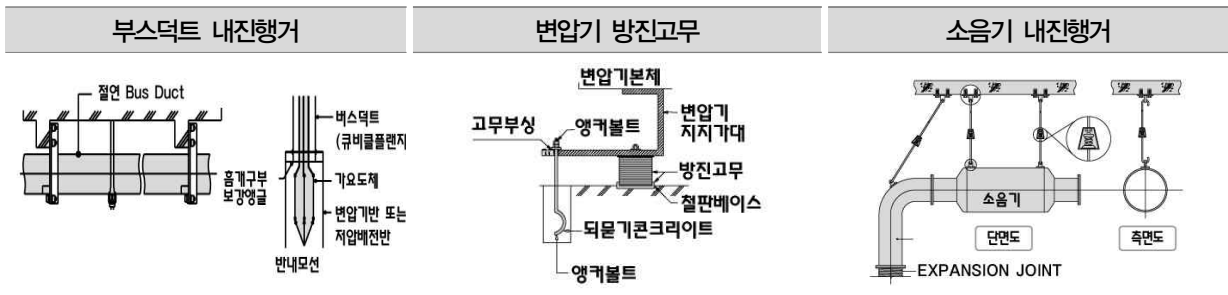 부스덕트 내진행거
변압기 방진고무
소음기 내진행거
절연 Bus Duct
흠개구부
보강앵글
버스덕트
(큐비클플랜지
가요도체
변압기반 또는
저압배전반
반내모선
변압기본체
고무부싱
앵커볼트
변압기
지지가대
방진고무
철판베이스
되묻기콘크리이트
앵커볼트
소음기
단면도
측면도
EXPANSION JOINT